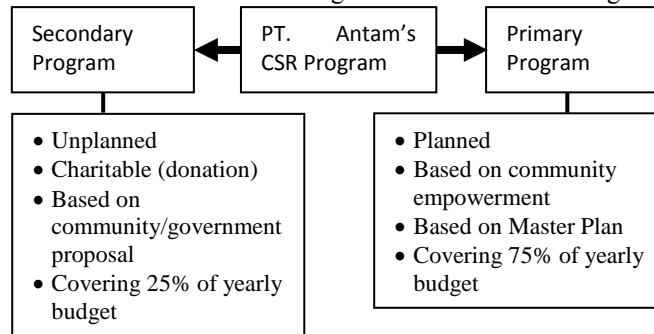 Secondary
Program
PT. Antam's
CSR Program
Primary
Program
• Unplanned
• Charitable (donation)
• Based on
community/government
proposal
• Covering 25% of yearly
budget
• Planned
• Based on community
empowerment
• Based on Master Plan
• Covering 75% of yearly
budget